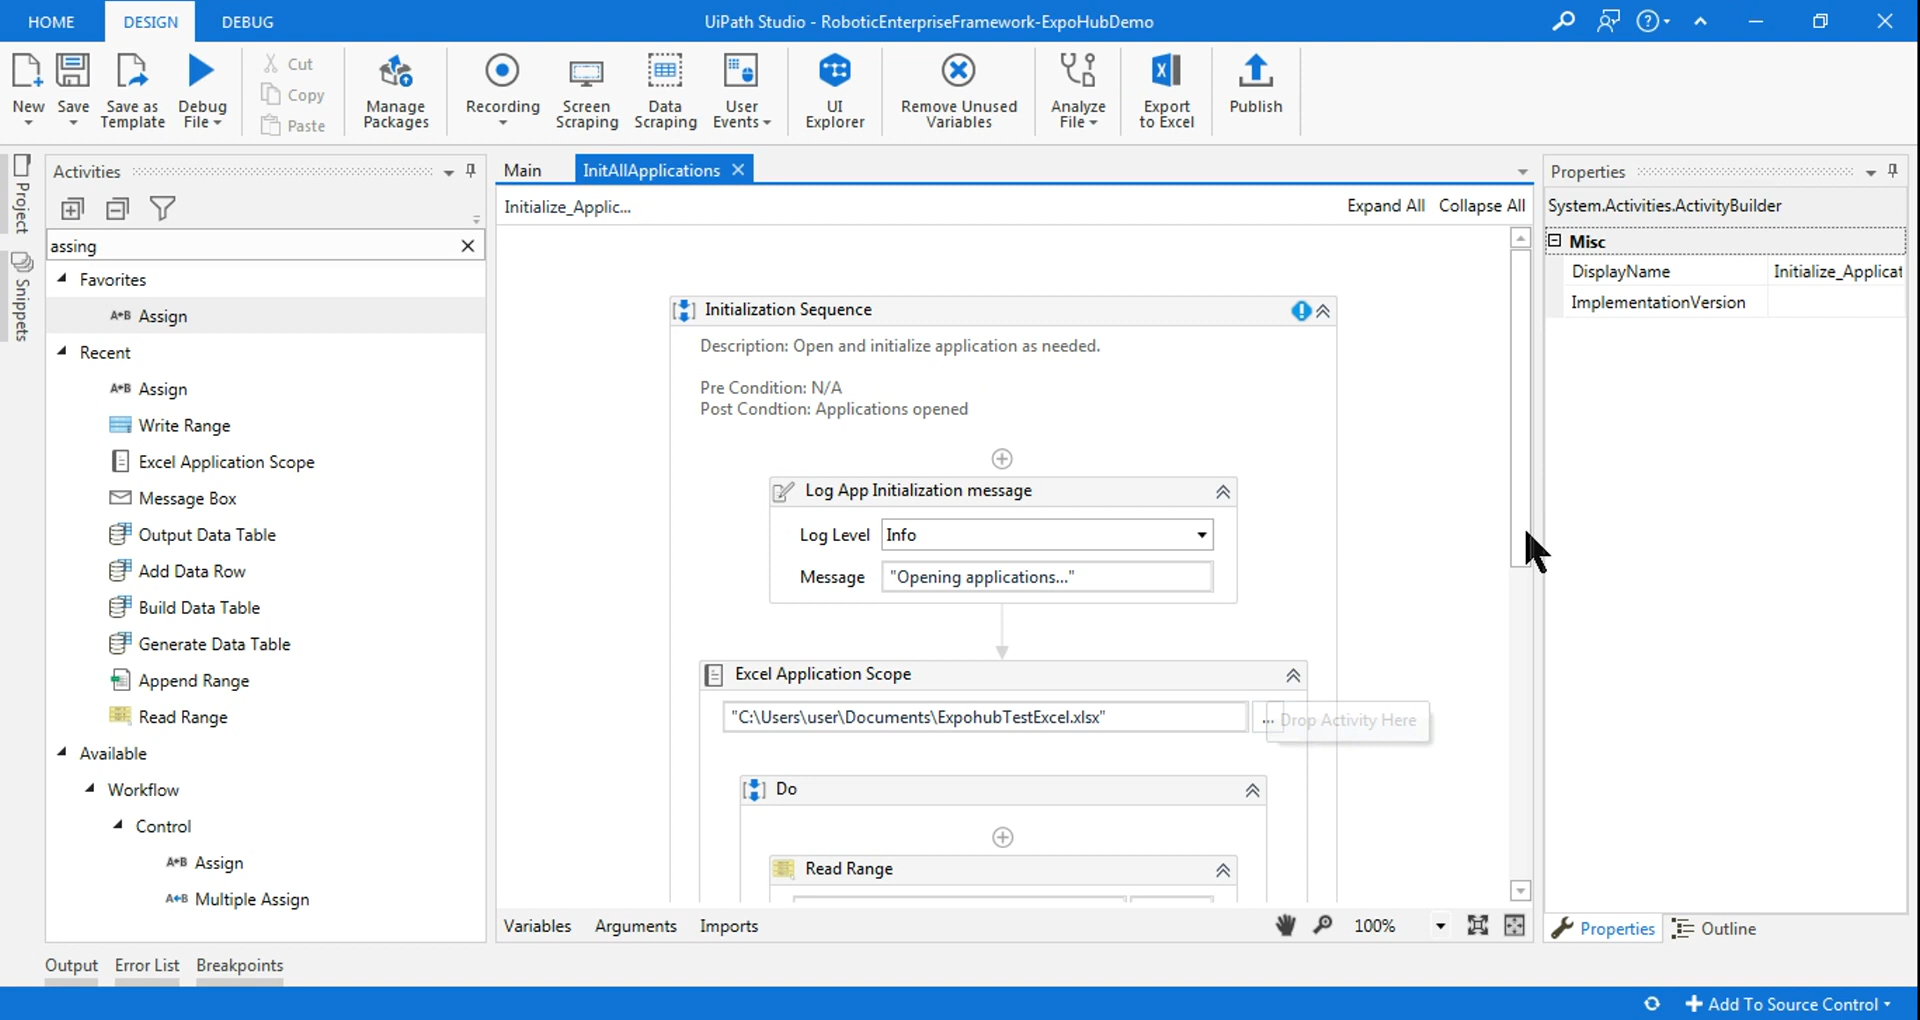 HOME
DESIGN
DEBUG
UiPath Studio - RoboticEnterpriseFramework-ExpoHubDemo
New
Save
Save as
Template
Debug
File
Cut
Copy
Paste
Manage
Packages
Recording
Screen
Scraping
Data
Scraping
User
Events
UI
Explorer
Remove Unused
Variables
Analyze
File
Export
to Excel
Publish
Project
Snippets
Activities
assing
Favorites
A+B Assign
Recent
A+B Assign
Write Range
Excel Application Scope
Message Box
Output Data Table
Add Data Row
Build Data Table
Generate Data Table
Append Range
Read Range
Available
Workflow
Control
A+B Assign
A+B Multiple Assign
Main
InitAllApplications
Initialize_Applic...
Expand All
Collapse All
Initialization Sequence
Description: Open and initialize application as needed.
Pre Condition: N/A
Post Condtion: Applications opened
Log App Initialization message
Log Level
Info
Message
"Opening applications..."
Excel Application Scope
"C:\Users\user\Documents\ExpohubTestExcel.xlsx"
...
Drop Activity Here
Do
Read Range
Variables
Arguments
Imports
100%
Properties
System.Activities.ActivityBuilder
Misc
DisplayName
Initialize_Applicat
ImplementationVersion
Properties
Outline
Output
Error List
Breakpoints
Add To Source Control